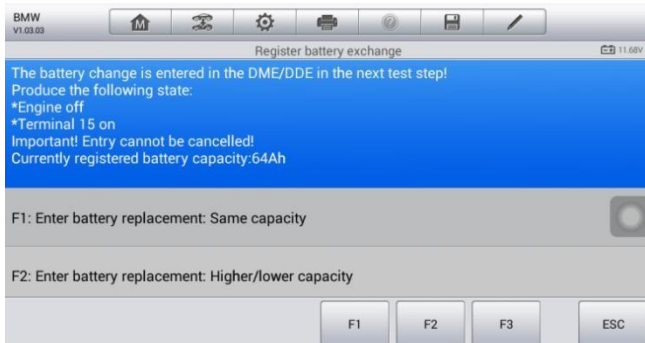 BMW
V1.03.03
M
Register battery exchange
11.68V
The battery change is entered in the DME/DDE in the next test step!
Produce the following state:
*Engine off
*Terminal 15 on
Important! Entry cannot be cancelled!
Currently registered battery capacity:64Ah
F1: Enter battery replacement: Same capacity
F2: Enter battery replacement: Higher/lower capacity
F1 F2 F3 ESC